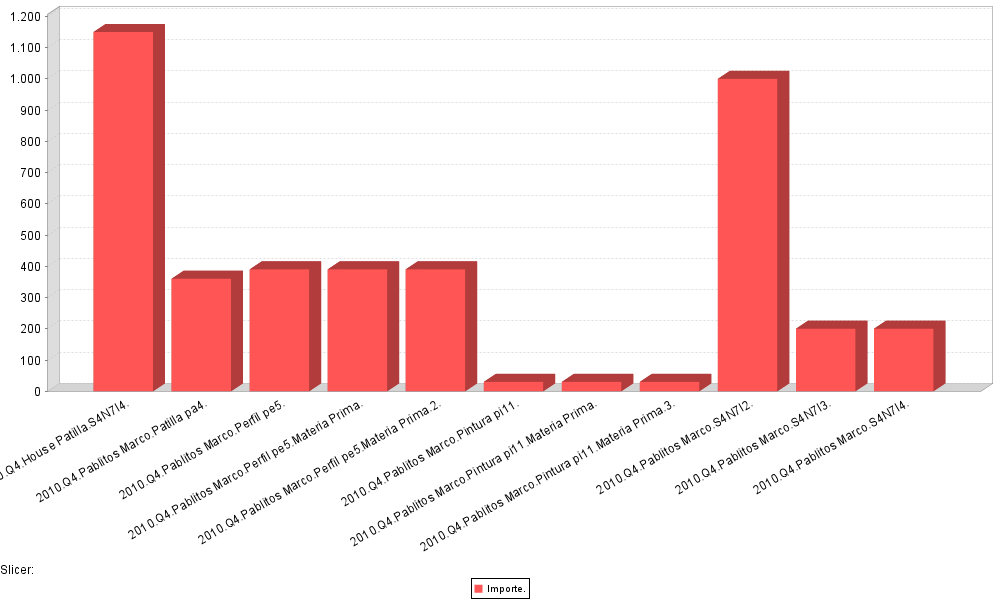 1.200
1.100
1.000
900
800
700
600
500
400
300
200
100
0
0.Q4.House Patilla.S4N7I4.
2010.Q4.Pablitos Marco.Patilla pa4.
2010.Q4.Pablitos Marco.Perfil pe5.
2010.Q4.Pablitos Marco.Perfil pe5.Materia Prima.
2010.Q4.Pablitos Marco.Perfil pe5.Materia Prima.2.
2010.Q4.Pablitos Marco.Pintura pi11.
2010.Q4.Pablitos Marco.Pintura pi11.Materia Prima.
2010.Q4.Pablitos Marco.Pintura pi11.Materia Prima.3.
2010.Q4.Pablitos Marco.S4N7I2.
2010.Q4.Pablitos Marco.S4N7I3.
2010.Q4.Pablitos Marco.S4N7I4.
Slicer:
Importe.